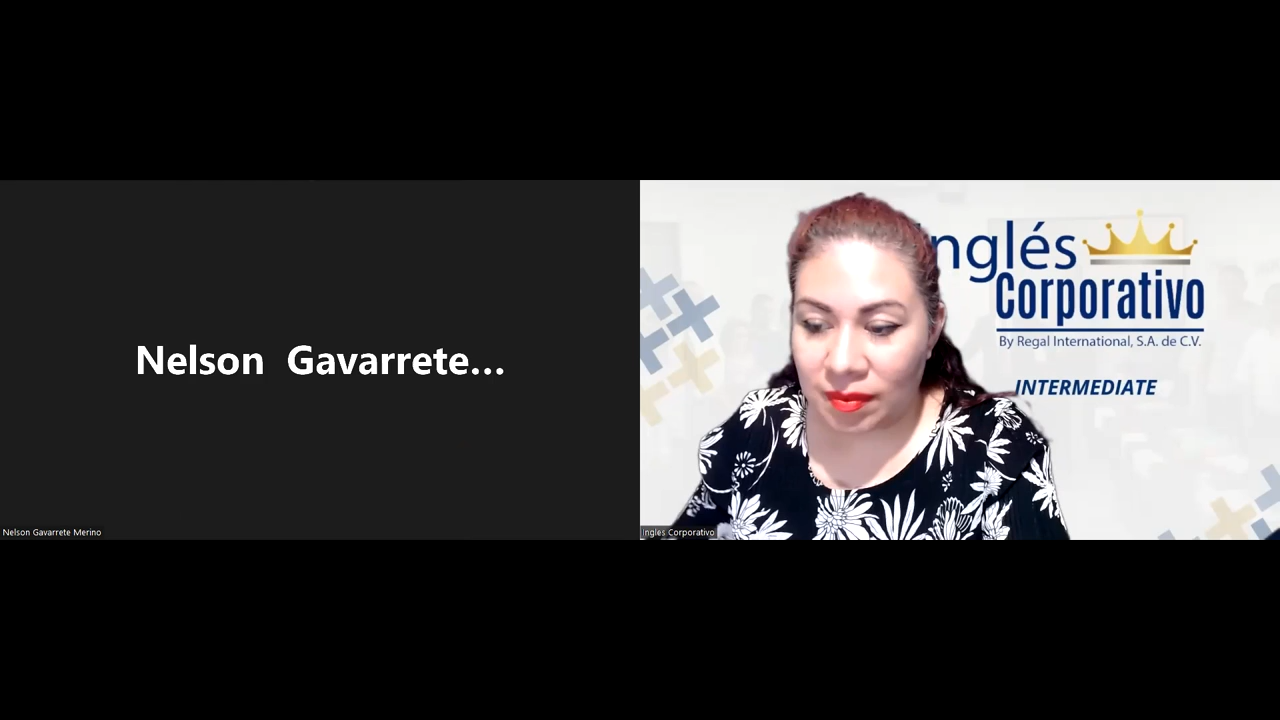 Nelson Gavarrete...
Nelson Gavarrete Merino
Inglés
Corporativo
By Regal International, S.A. de C.V.
INTERMEDIATE
Inglés Corporativo